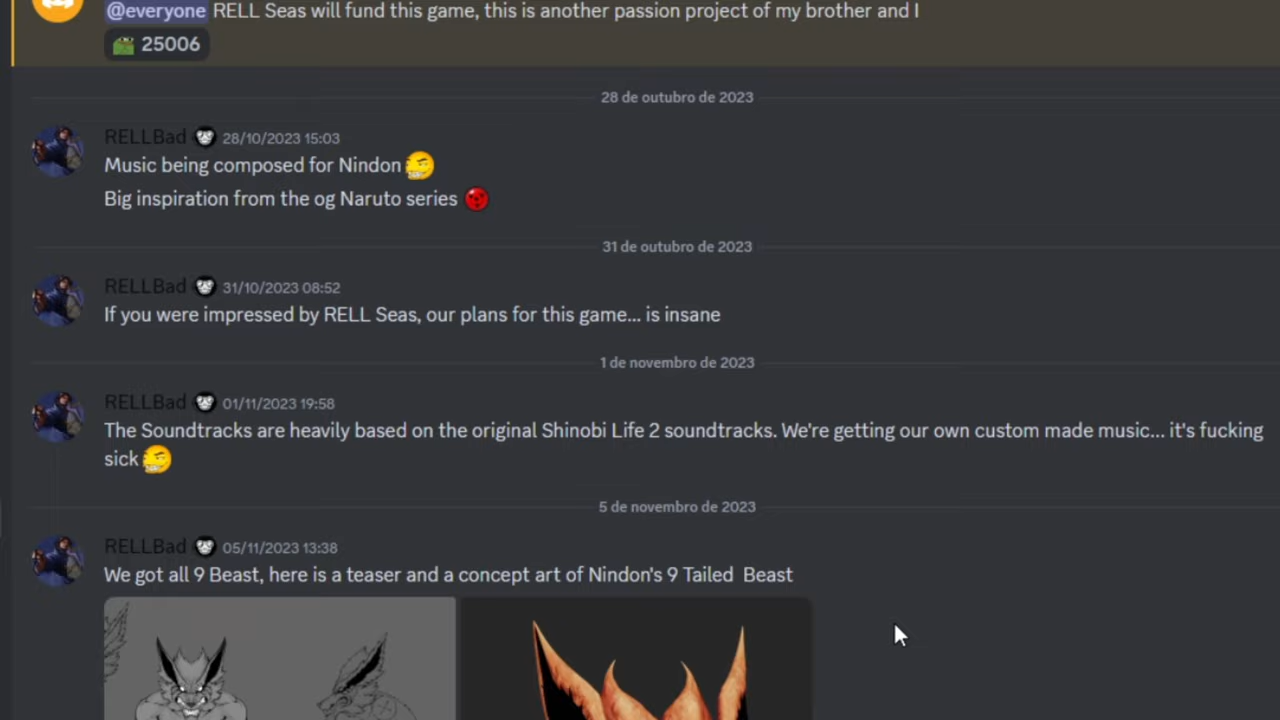 @everyone RELL Seas will fund this game, this is another passion project of my brother and I
25006
28 de outubro de 2023
RELLBad 28/10/2023 15:03
Music being composed for Nindon
Big inspiration from the og Naruto series
31 de outubro de 2023
RELLBad 31/10/2023 08:52
If you were impressed by RELL Seas, our plans for this game... is insane
1 de novembro de 2023
RELLBad 01/11/2023 19:58
The Soundtracks are heavily based on the original Shinobi Life 2 soundtracks. We're getting our own custom made music... it's fucking
sick
5 de novembro de 2023
RELLBad 05/11/2023 13:38
We got all 9 Beast, here is a teaser and a concept art of Nindon's 9 Tailed  Beast